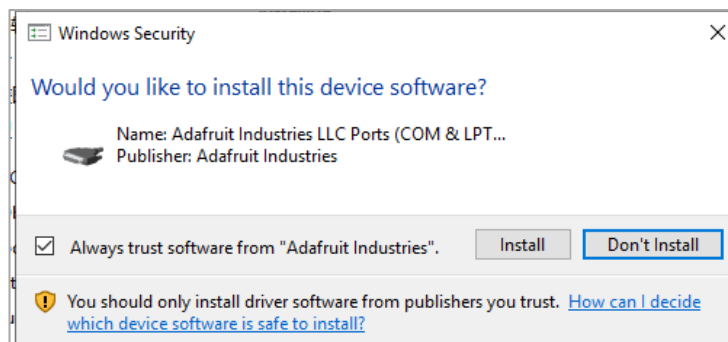 Windows Security
Would you like to install this device software?
Name: Adafruit Industries LLC Ports (COM & LPT...
Publisher: Adafruit Industries
Always trust software from "Adafruit Industries".
Install
Don't Install
You should only install driver software from publishers you trust. How can I decide
which device software is safe to install?